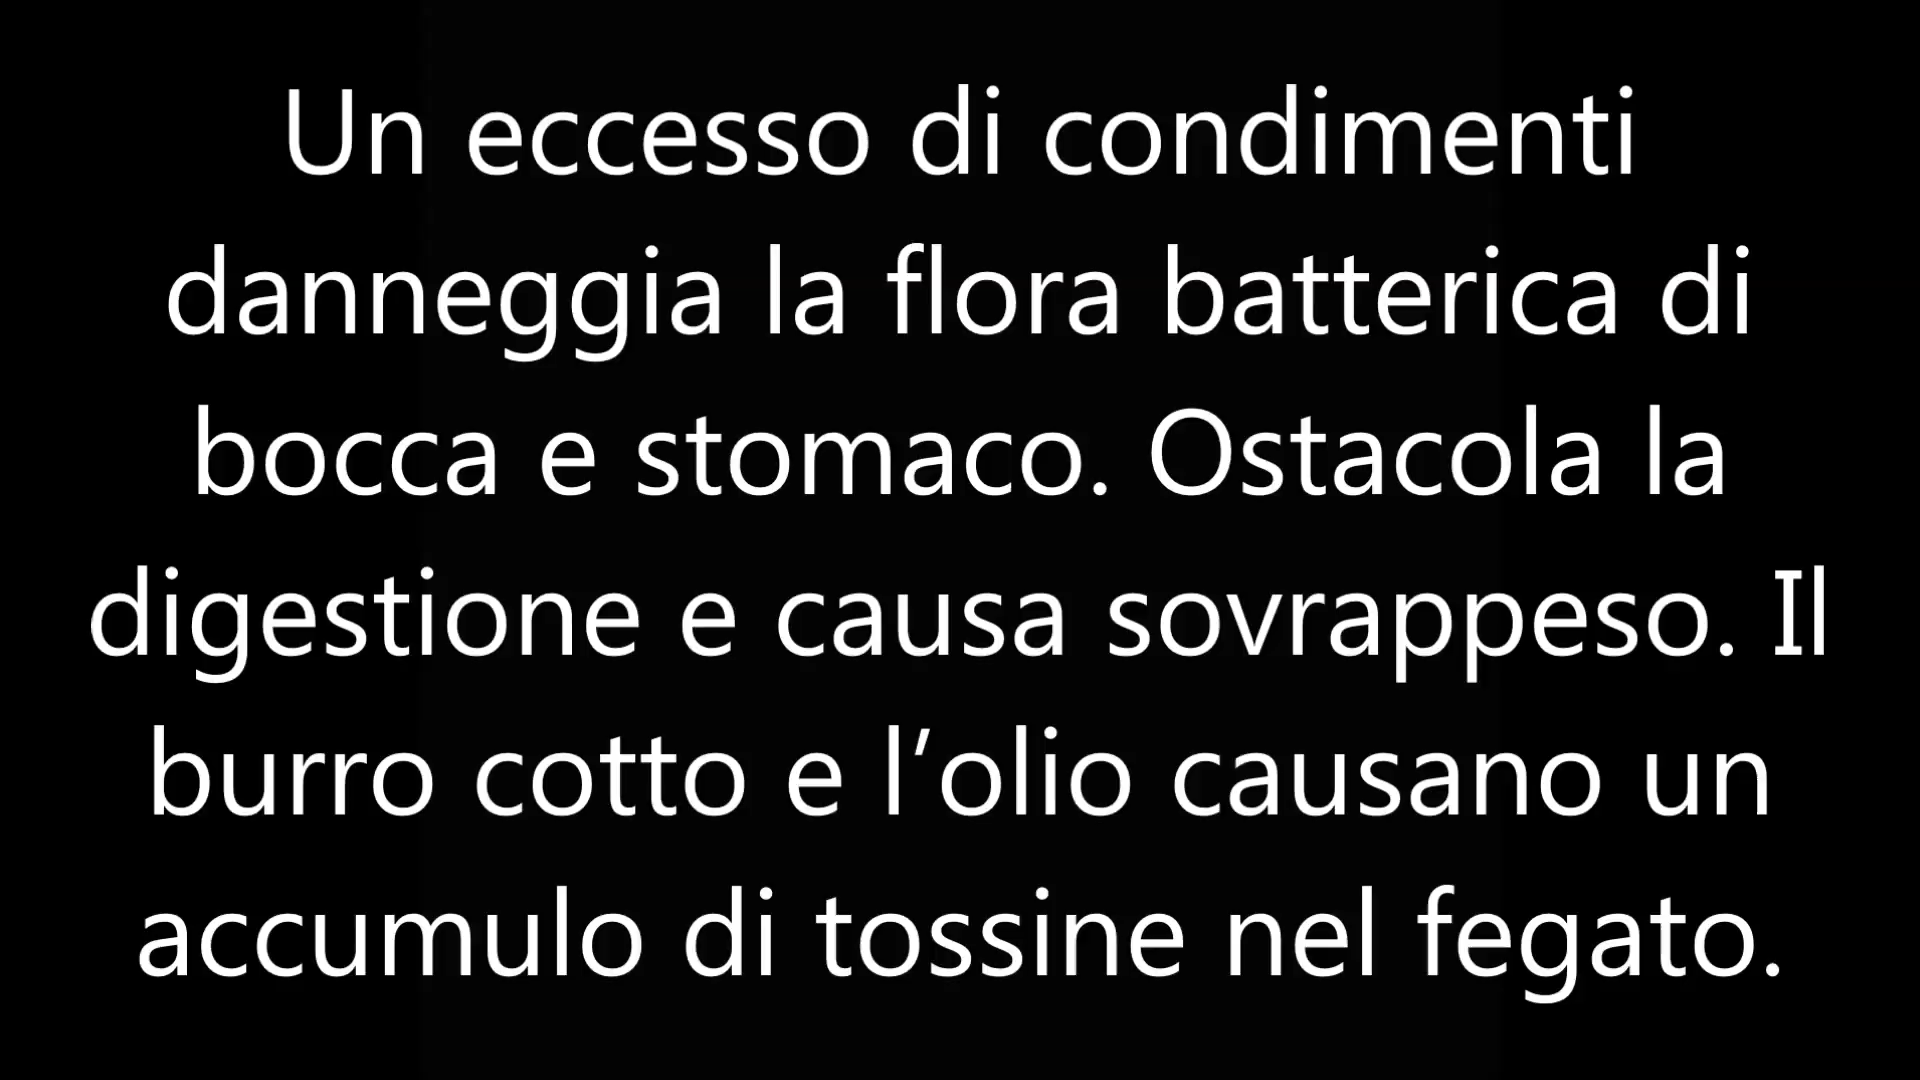 Un eccesso di condimenti
danneggia la flora batterica di
bocca e stomaco. Ostacola la
digestione e causa sovrappeso. Il
burro cotto e l’olio causano un
accumulo di tossine nel fegato.